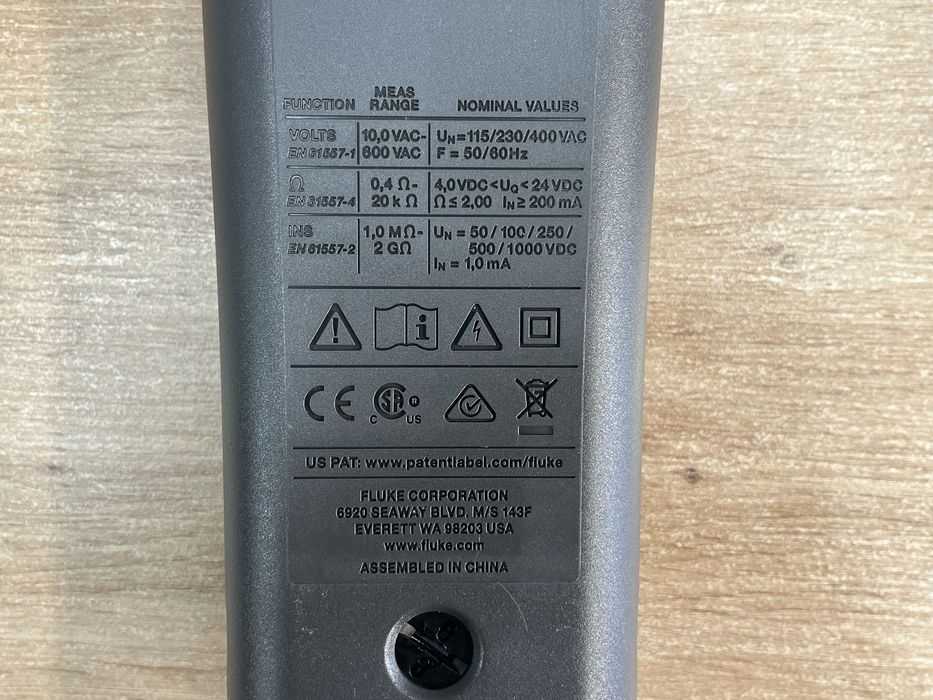 FUNCTION MEAS RANGE NOMINAL VALUES
VOLTS 10,0 VAC- UN=115/230/400 VAC
EN 61557-1 600 VAC F = 50/60Hz
Ω 0,4 Ω- 4,0VDC<UQ<24VDC
EN 61557-4 20 k Ω Ω≤2,00 IN≥200 mA
INS 1,0 MΩ- UN = 50/100/250/
EN 61557-2 2 GΩ 500/1000 VDC
IN = 1,0 mA
CE CSA® C US
US PAT: www.patentlabel.com/fluke
FLUKE CORPORATION
6920 SEAWAY BLVD. M/S 143F
EVERETT WA 98203 USA
www.fluke.com
ASSEMBLED IN CHINA